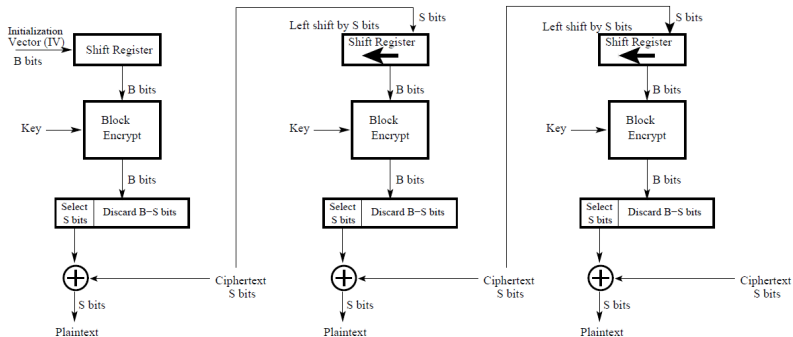 S bits
S bits
Left shift by S bits
Left shift by S bits
Initialization
Vector (IV)
B bits
Shift Register
Shift Register
Shift Register
B bits
B bits
B bits
Key
Block
Encrypt
Key
Block
Encrypt
Key
Block
Encrypt
B bits
B bits
B bits
Select
S bits
Discard B−S bits
Select
S bits
Discard B−S bits
Select
S bits
Discard B−S bits
Ciphertext
S bits
Ciphertext
S bits
Ciphertext
S bits
S bits
S bits
S bits
Plaintext
Plaintext
Plaintext